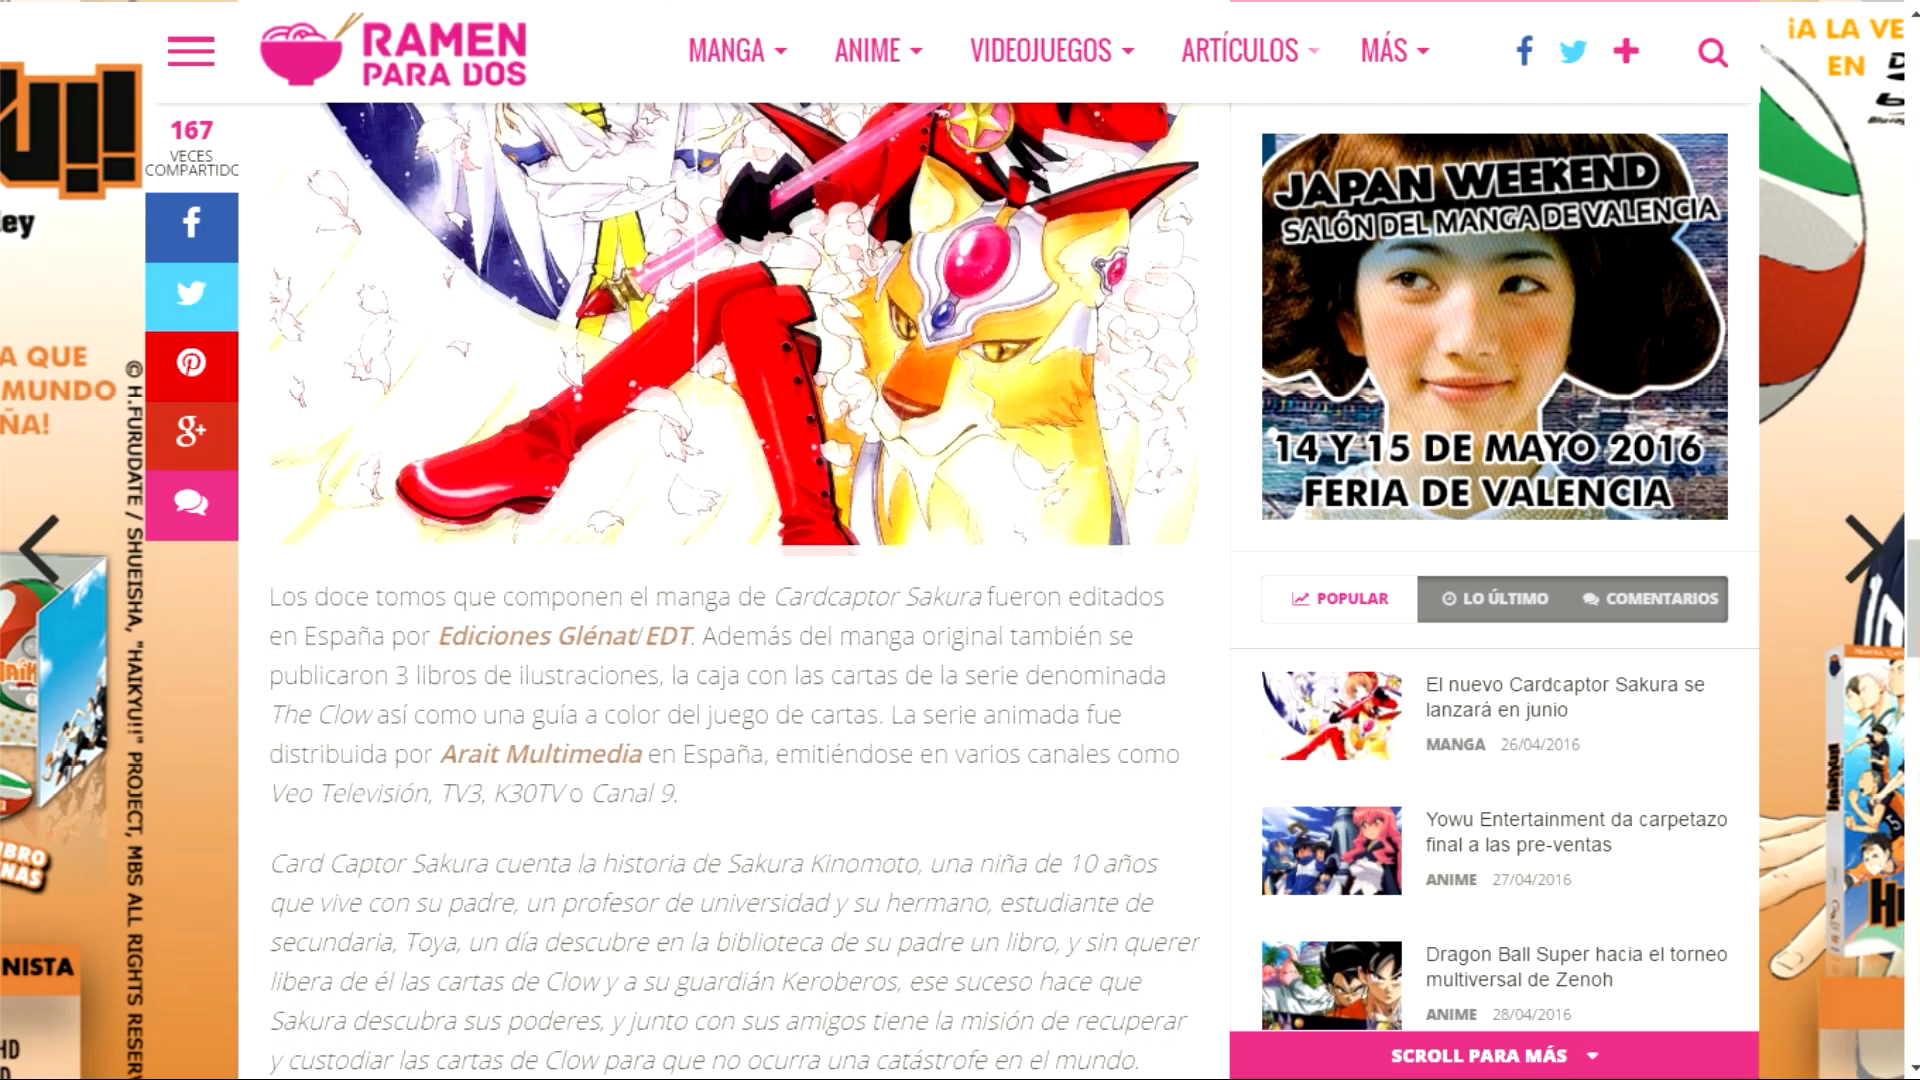 RAMEN
PARA DOS
MANGA
ANIME
VIDEOJUEGOS
ARTÍCULOS
MÁS
167
VECES
COMPARTIDO
JAPAN WEEKEND
SALÓN DEL MANGA DE VALENCIA
14 Y 15 DE MAYO 2016
FERIA DE VALENCIA
Los doce tomos que componen el manga de Cardcaptor Sakura fueron editados
en España por Ediciones Glénat/EDT. Además del manga original también se
publicaron 3 libros de ilustraciones, la caja con las cartas de la serie denominada
The Clow así como una guía a color del juego de cartas. La serie animada fue
distribuida por Arait Multimedia en España, emitiéndose en varios canales como
Veo Televisión, TV3, K30TV o Canal 9.
Card Captor Sakura cuenta la historia de Sakura Kinomoto, una niña de 10 años
que vive con su padre, un profesor de universidad y su hermano, estudiante de
secundaria, Toya, un día descubre en la biblioteca de su padre un libro, y sin querer
libera de él las cartas de Clow y a su guardián Keroberos, ese suceso hace que
Sakura descubra sus poderes, y junto con sus amigos tiene la misión de recuperar
y custodiar las cartas de Clow para que no ocurra una catástrofe en el mundo.
POPULAR
LO ÚLTIMO
COMENTARIOS
El nuevo Cardcaptor Sakura se
lanzará en junio
MANGA 26/04/2016
Yowu Entertainment da carpetazo
final a las pre-ventas
ANIME 27/04/2016
Dragon Ball Super hacia el torneo
multiversal de Zenoh
ANIME 28/04/2016
SCROLL PARA MÁS
A QUE
MUNDO
ÑA!
© H.FURUDATE / SHUEISHA, "HAIKYU!!" PROJECT, MBS ALL RIGHTS RESERV
NISTA
HD
¡A LA VE
EN